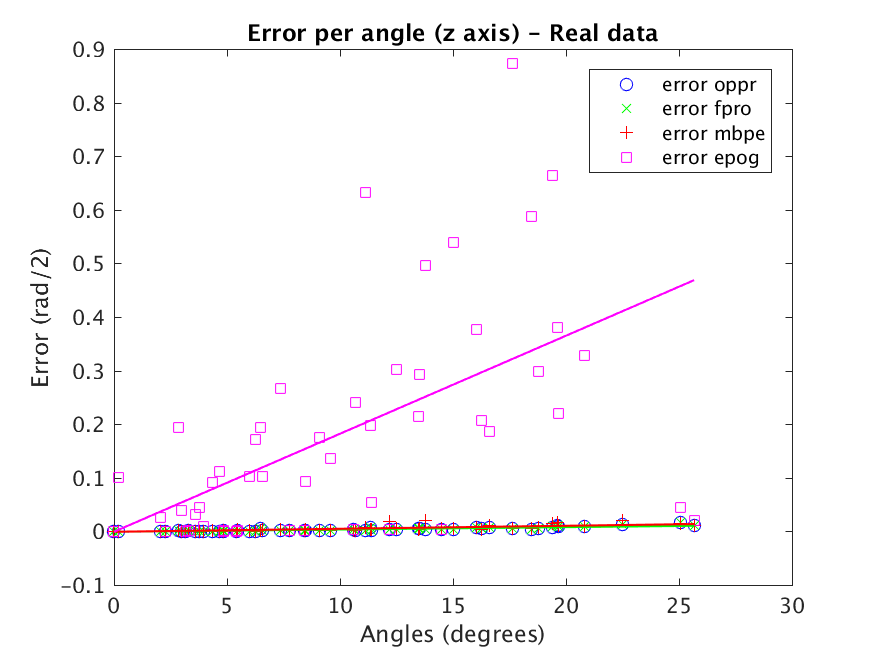 Error per angle (z axis) – Real data
error oppr
error fpro
error mbpe
error epog
0.9
0.8
0.7
0.6
0.5
0.4
0.3
0.2
0.1
0
-0.1
Error (rad/2)
0 5 10 15 20 25 30
Angles (degrees)